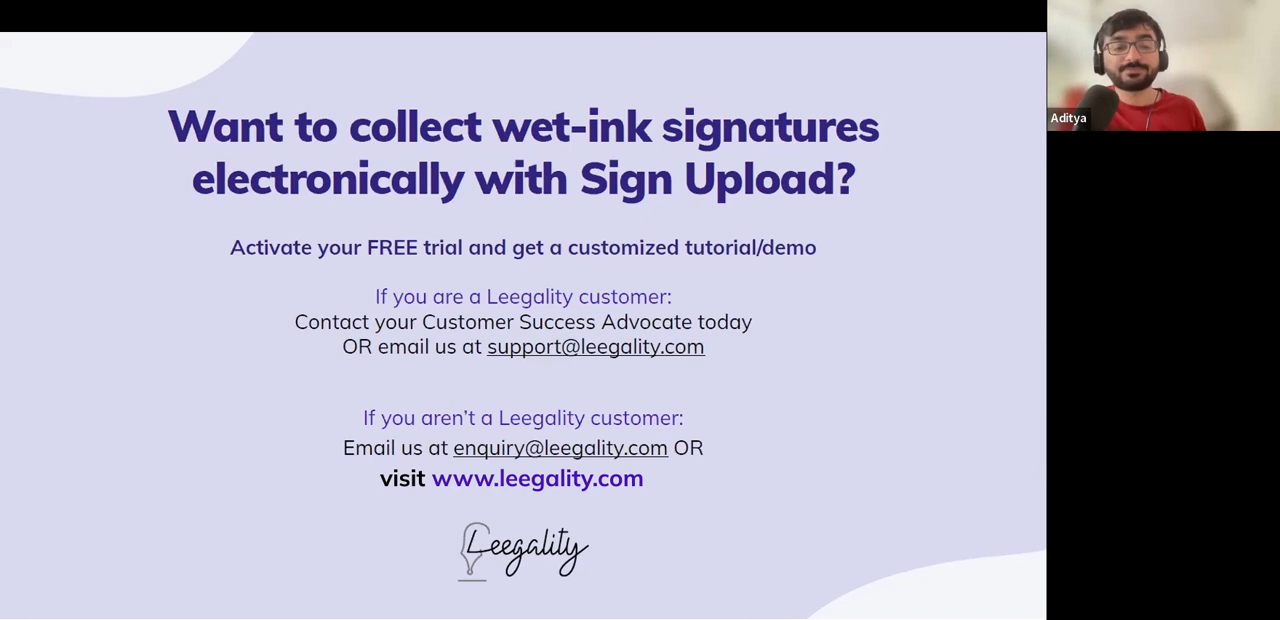 Want to collect wet-ink signatures
electronically with Sign Upload?
Activate your FREE trial and get a customized tutorial/demo
If you are a Leegality customer:
Contact your Customer Success Advocate today
OR email us at support@leegality.com
If you aren’t a Leegality customer:
Email us at enquiry@leegality.com OR
visit www.leegality.com
Leegality
Aditya